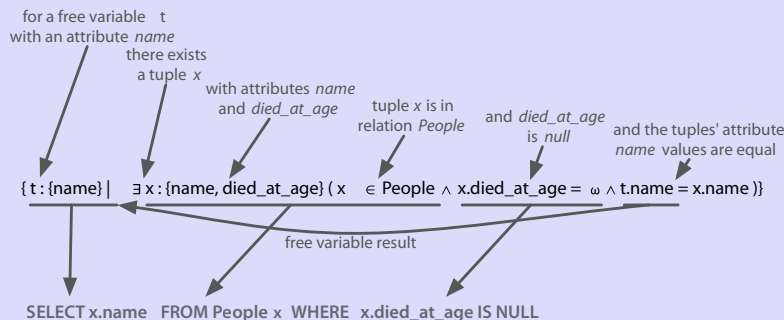 for a free variable t
with an attribute name
there exists
a tuple x
with attributes name
and died_at_age
tuple x is in
relation People
and died_at_age
is null
and the tuples' attribute
name values are equal
{ t : {name} | ∃ x : {name, died_at_age} ( x ∈ People ∧ x.died_at_age = ω ∧ t.name = x.name )}
free variable result
SELECT x.name FROM People x WHERE x.died_at_age IS NULL